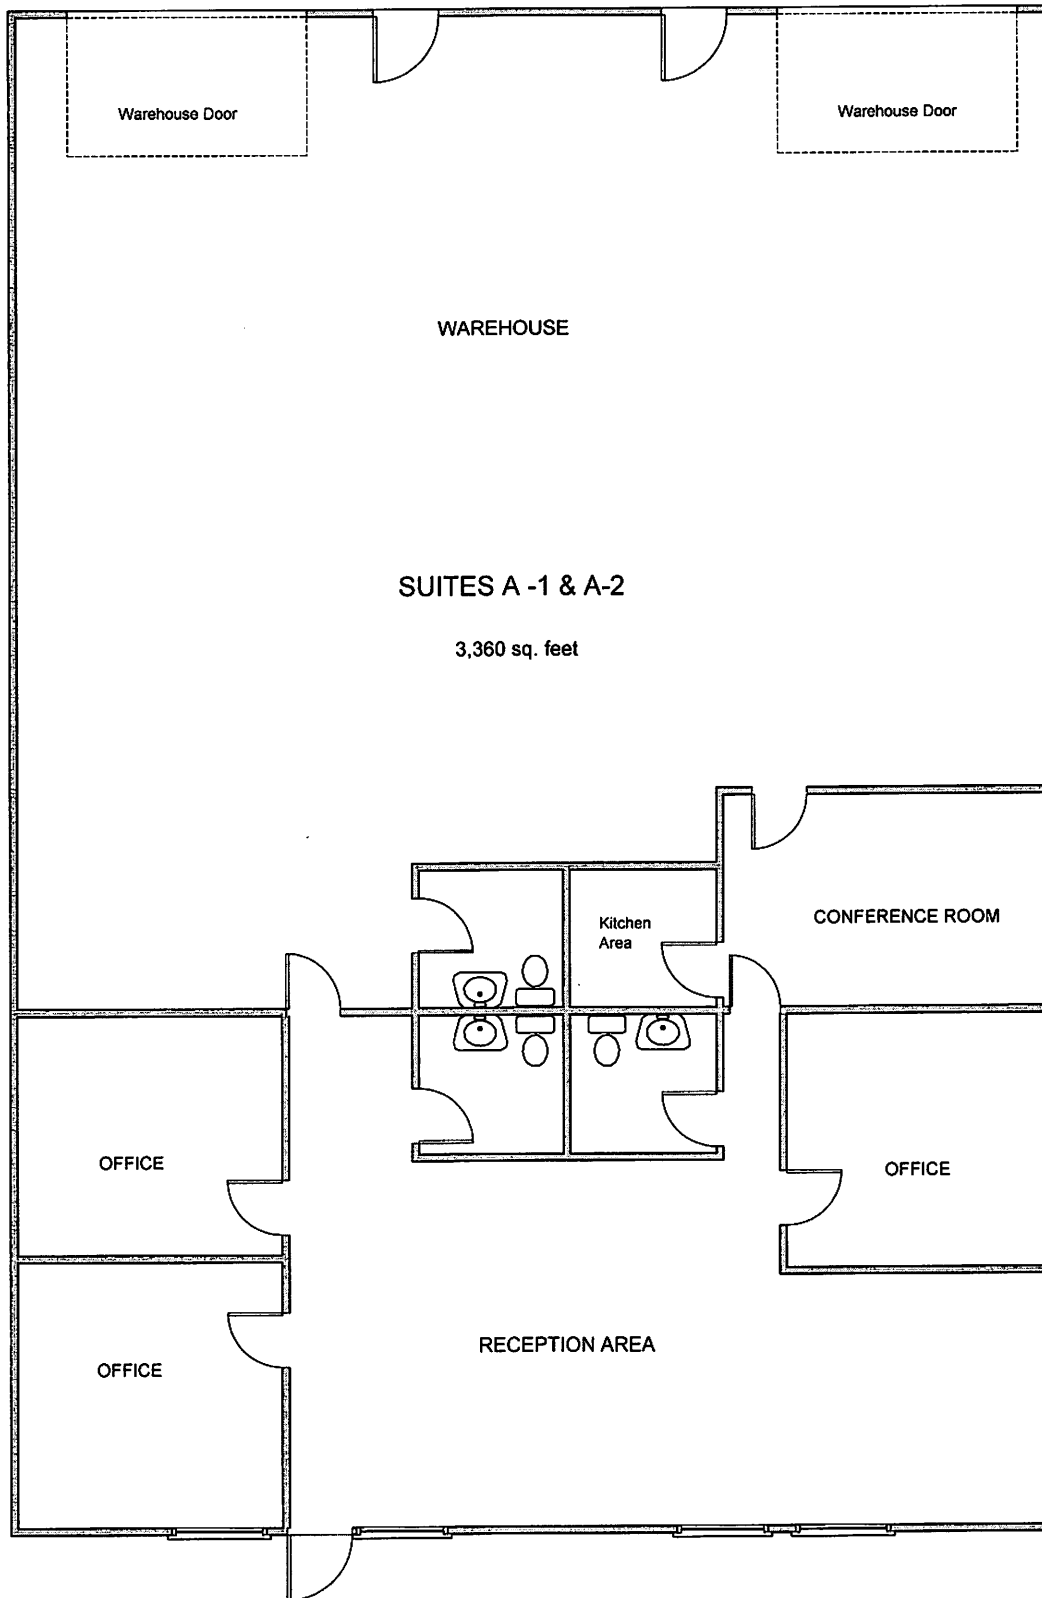 Warehouse Door
Warehouse Door
WAREHOUSE
SUITES A -1 & A-2
3,360 sq. feet
Kitchen
Area
CONFERENCE ROOM
OFFICE
OFFICE
RECEPTION AREA
OFFICE